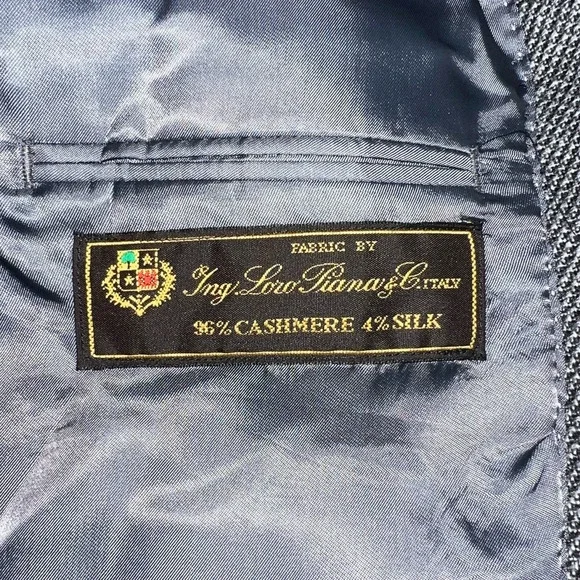 FABRIC BY
Ing. Loro Piana & C. ITALY
96% CASHMERE 4% SILK